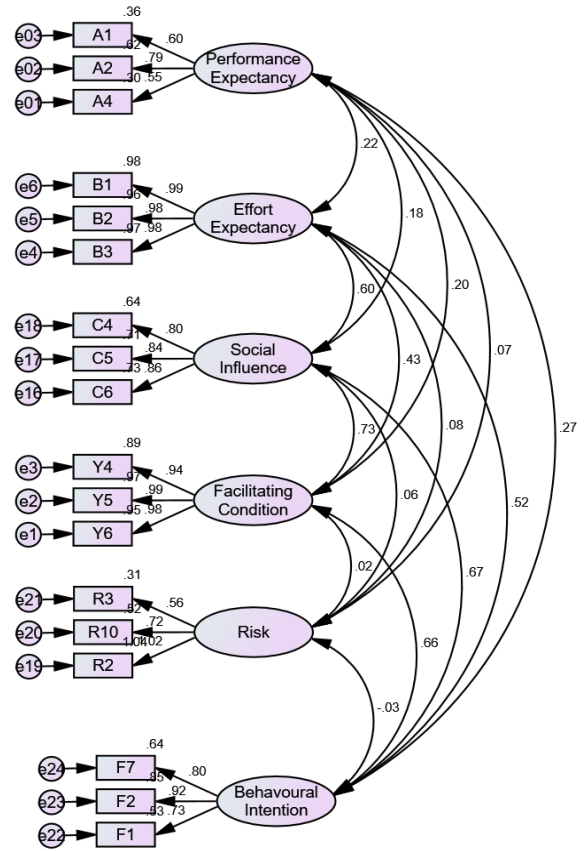 .36
e03
A1
.60
.62
e02
A2
.79
.30
.55
e01
A4
Performance
Expectancy
.22
.98
e6
B1
.99
.96
e5
B2
.98
.97
.98
e4
B3
Effort
Expectancy
.18
.60
.20
.64
e18
C4
.80
.71
e17
C5
.84
.73
.86
e16
C6
Social
Influence
.43
.07
.73
.08
.27
.89
e3
Y4
.94
.97
e2
Y5
.99
.95
.98
e1
Y6
Facilitating
Condition
.06
.52
.02
.67
.31
e21
R3
.56
.52
e20
R10
.72
1.04
1.02
e19
R2
Risk
.66
-.03
.64
e24
F7
.80
.85
e23
F2
.92
.53
.73
e22
F1
Behavoural
Intention